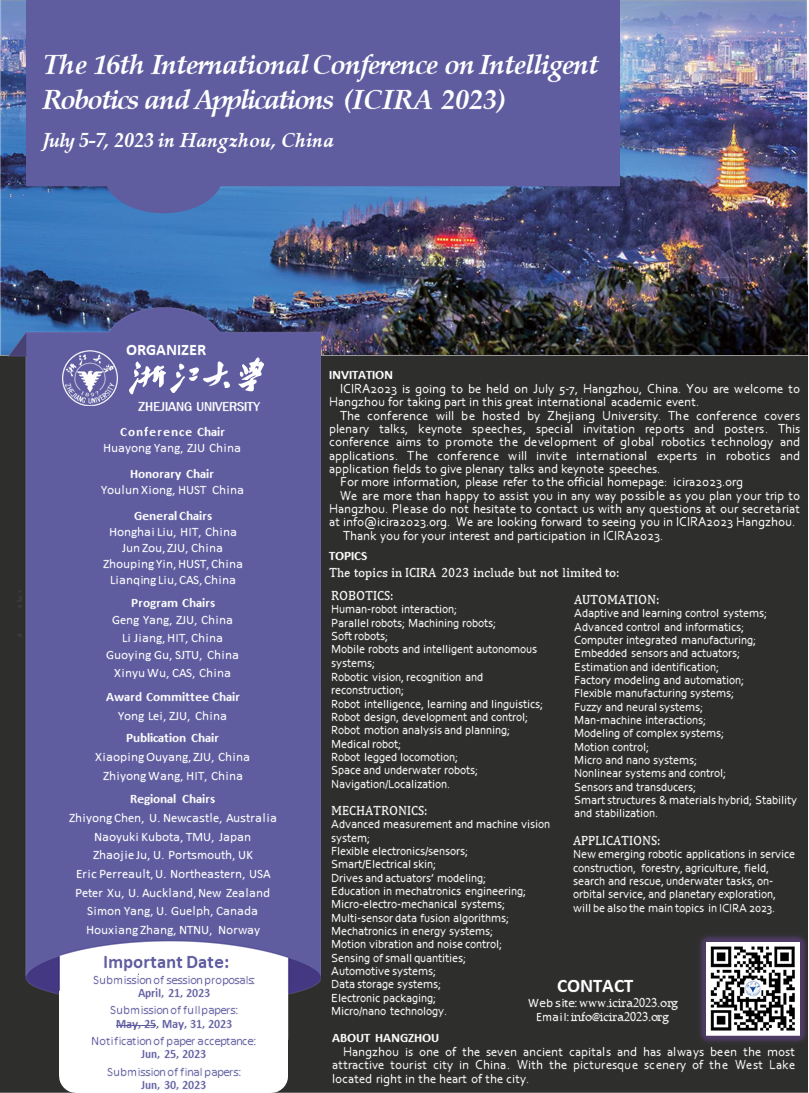 The 16th International Conference on Intelligent
Robotics and Applications (ICIRA 2023)
July 5-7, 2023 in Hangzhou, China
ORGANIZER
浙江大学
ZHEJIANG UNIVERSITY
Conference Chair
Huayong Yang, ZJU China
Honorary Chair
Youlun Xiong, HUST China
General Chairs
Honghai Liu, HIT, China
Jun Zou, ZJU, China
Zhouping Yin, HUST, China
Lianqing Liu, CAS, China
Program Chairs
Geng Yang, ZJU, China
Li Jiang, HIT, China
Guoying Gu, SJTU, China
Xinyu Wu, CAS, China
Award Committee Chair
Yong Lei, ZJU, China
Publication Chair
Xiaoping Ouyang, ZJU, China
Zhiyong Wang, HIT, China
Regional Chairs
Zhiyong Chen, U. Newcastle, Australia
Naoyuki Kubota, TMU, Japan
Zhaojie Ju, U. Portsmouth, UK
Eric Perreault, U. Northeastern, USA
Peter Xu, U. Auckland, New Zealand
Simon Yang, U. Guelph, Canada
Houxiang Zhang, NTNU, Norway
Important Date:
Submission of session proposals:
April, 21, 2023
Submission of full papers:
May, 25, May, 31, 2023
Notification of paper acceptance:
Jun, 25, 2023
Submission of final papers:
Jun, 30, 2023
INVITATION
ICIRA2023 is going to be held on July 5-7, Hangzhou, China. You are welcome to
Hangzhou for taking part in this great international academic event.
The conference will be hosted by Zhejiang University. The conference covers
plenary talks, keynote speeches, special invitation reports and posters. This
conference aims to promote the development of global robotics technology and
applications. The conference will invite international experts in robotics and
application fields to give plenary talks and keynote speeches.
For more information, please refer to the official homepage: icira2023.org
We are more than happy to assist you in any way possible as you plan your trip to
Hangzhou. Please do not hesitate to contact us with any questions at our secretariat
at info@icira2023.org. We are looking forward to seeing you in ICIRA2023 Hangzhou.
Thank you for your interest and participation in ICIRA2023.
TOPICS
The topics in ICIRA 2023 include but not limited to:
ROBOTICS:
Human-robot interaction;
Parallel robots; Machining robots;
Soft robots;
Mobile robots and intelligent autonomous
systems;
Robotic vision, recognition and
reconstruction;
Robot intelligence, learning and linguistics;
Robot design, development and control;
Robot motion analysis and planning;
Medical robot;
Robot legged locomotion;
Space and underwater robots;
Navigation/Localization.
MECHATRONICS:
Advanced measurement and machine vision
system;
Flexible electronics/sensors;
Smart/Electrical skin;
Drives and actuators' modeling;
Education in mechatronics engineering;
Micro-electro-mechanical systems;
Multi-sensor data fusion algorithms;
Mechatronics in energy systems;
Motion vibration and noise control;
Sensing of small quantities;
Automotive systems;
Data storage systems;
Electronic packaging;
Micro/nano technology.
AUTOMATION:
Adaptive and learning control systems;
Advanced control and informatics;
Computer integrated manufacturing;
Embedded sensors and actuators;
Estimation and identification;
Factory modeling and automation;
Flexible manufacturing systems;
Fuzzy and neural systems;
Man-machine interactions;
Modeling of complex systems;
Motion control;
Micro and nano systems;
Nonlinear systems and control;
Sensors and transducers;
Smart structures & materials hybrid; Stability
and stabilization.
APPLICATIONS:
New emerging robotic applications in service
construction, forestry, agriculture, field,
search and rescue, underwater tasks, on-
orbital service, and planetary exploration,
will be also the main topics in ICIRA 2023.
CONTACT
Web site: www.icira2023.org
Email: info@icira2023.org
ABOUT HANGZHOU
Hangzhou is one of the seven ancient capitals and has always been the most
attractive tourist city in China. With the picturesque scenery of the West Lake
located right in the heart of the city.